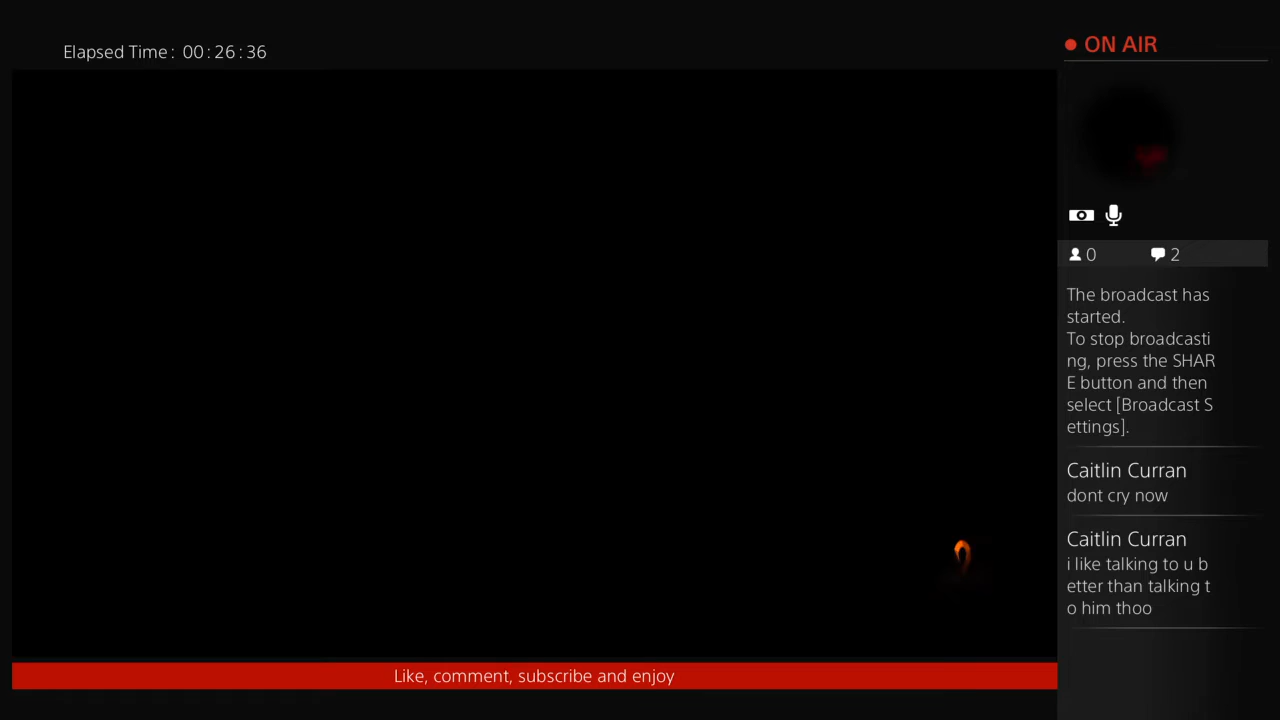 Elapsed Time: 00:26:36
ON AIR
0 2
The broadcast has
started.
To stop broadcasti
ng, press the SHAR
E button and then
select [Broadcast S
ettings].
Caitlin Curran
dont cry now
Caitlin Curran
i like talking to u b
etter than talking t
o him thoo
Like, comment, subscribe and enjoy